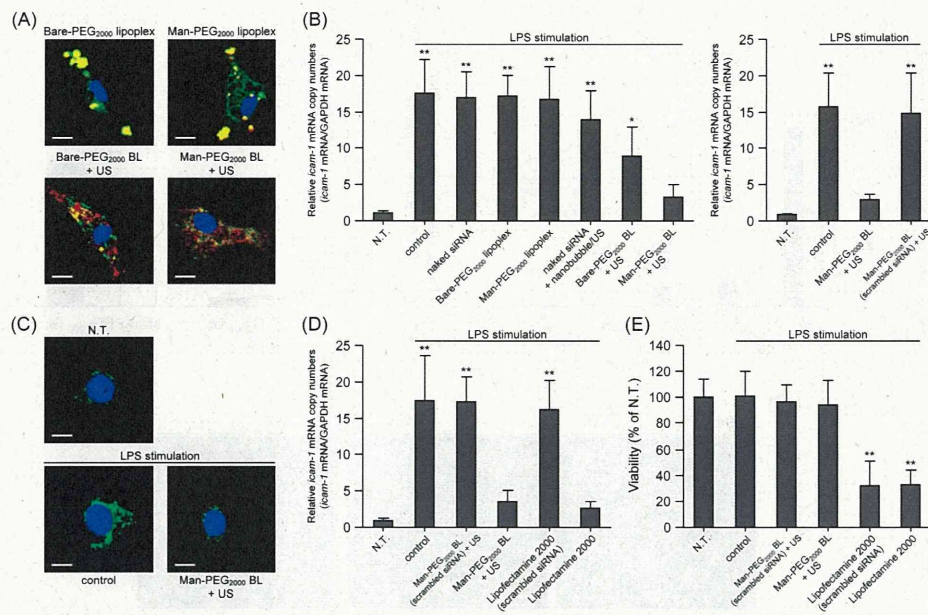 (A)
Bare-PEG2000 lipoplex
Man-PEG2000 lipoplex
Bare-PEG2000 BL
+ US
Man-PEG2000 BL
+ US
(B)
LPS stimulation
Relative icam-1 mRNA copy numbers
(icam-1 mRNA/GAPDH mRNA)
25
20
15
10
5
0
**
**
**
**
**
*
N.T.
control
naked siRNA
Bare-PEG2000 lipoplex
Man-PEG2000 lipoplex
naked siRNA
+ nanobubble/US
Bare-PEG2000 BL
+ US
Man-PEG2000 BL
+ US
LPS stimulation
Relative icam-1 mRNA copy numbers
(icam-1 mRNA/GAPDH mRNA)
25
20
15
10
5
0
**
**
N.T.
control
Man-PEG2000 BL
+ US
Man-PEG2000 BL
(scrambled siRNA) + US
(C)
N.T.
LPS stimulation
control
Man-PEG2000 BL
+ US
(D)
LPS stimulation
Relative icam-1 mRNA copy numbers
(icam-1 mRNA/GAPDH mRNA)
25
20
15
10
5
0
**
**
**
N.T.
control
Man-PEG2000 BL
(scrambled siRNA) + US
Man-PEG2000 BL
+ US
Lipofectamine 2000
(scrambled siRNA)
Lipofectamine 2000
(E)
LPS stimulation
Viability (% of N.T.)
140
120
100
80
60
40
20
0
**
**
N.T.
control
Man-PEG2000 BL
(scrambled siRNA) + US
Man-PEG2000 BL
+ US
Lipofectamine 2000
(scrambled siRNA)
Lipofectamine 2000